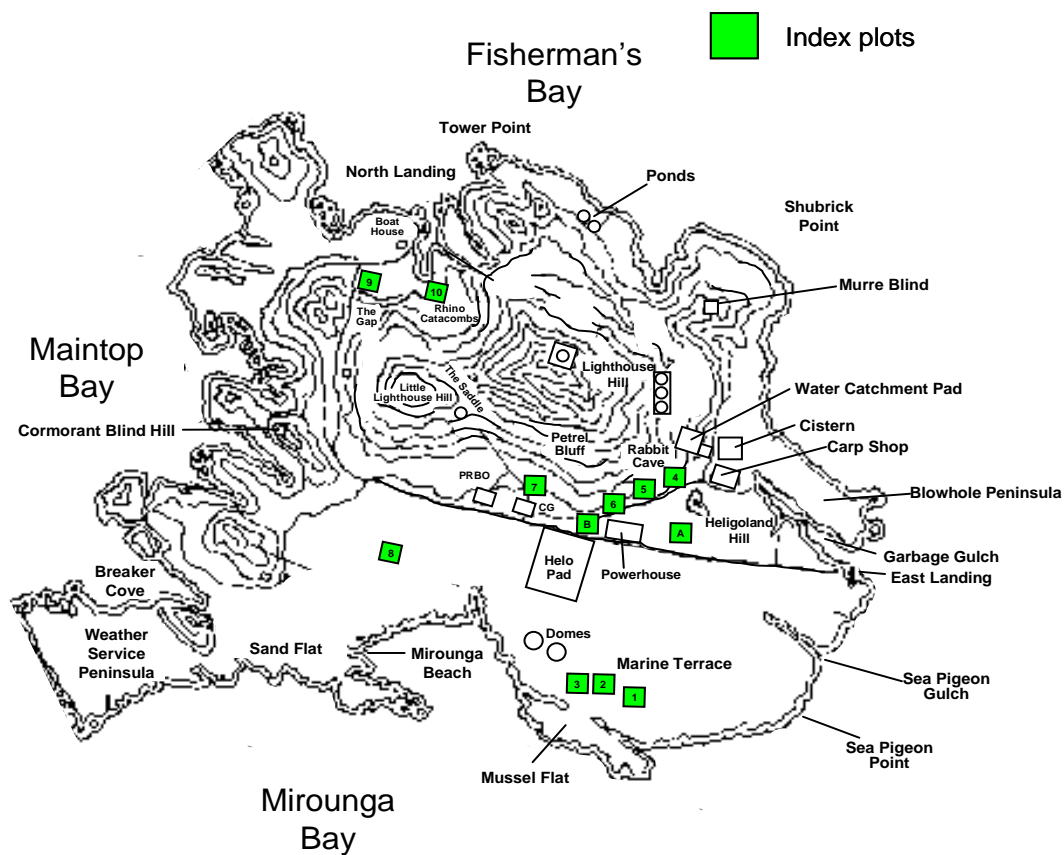 Index plots
Fisherman's
Bay
Tower Point
North Landing
Ponds
Boat
House
Shubrick
Point
Murre Blind
9
10
The
Gap
Rhino
Catacombs
Maintop
Bay
Lighthouse
Hill
The Saddle
Little
Lighthouse Hill
Water Catchment Pad
Cormorant Blind Hill
Cistern
Petrel
Bluff
Rabbit
Cave
Carp Shop
PRBO
7
4
5
6
CG
B
A
Heligoland
Hill
Blowhole Peninsula
Garbage Gulch
8
Helo
Pad
Powerhouse
East Landing
Breaker
Cove
Domes
Weather
Service
Peninsula
Sand Flat
Mirounga
Beach
Marine Terrace
3
2
1
Sea Pigeon
Gulch
Sea Pigeon
Point
Mussel Flat
Mirounga
Bay